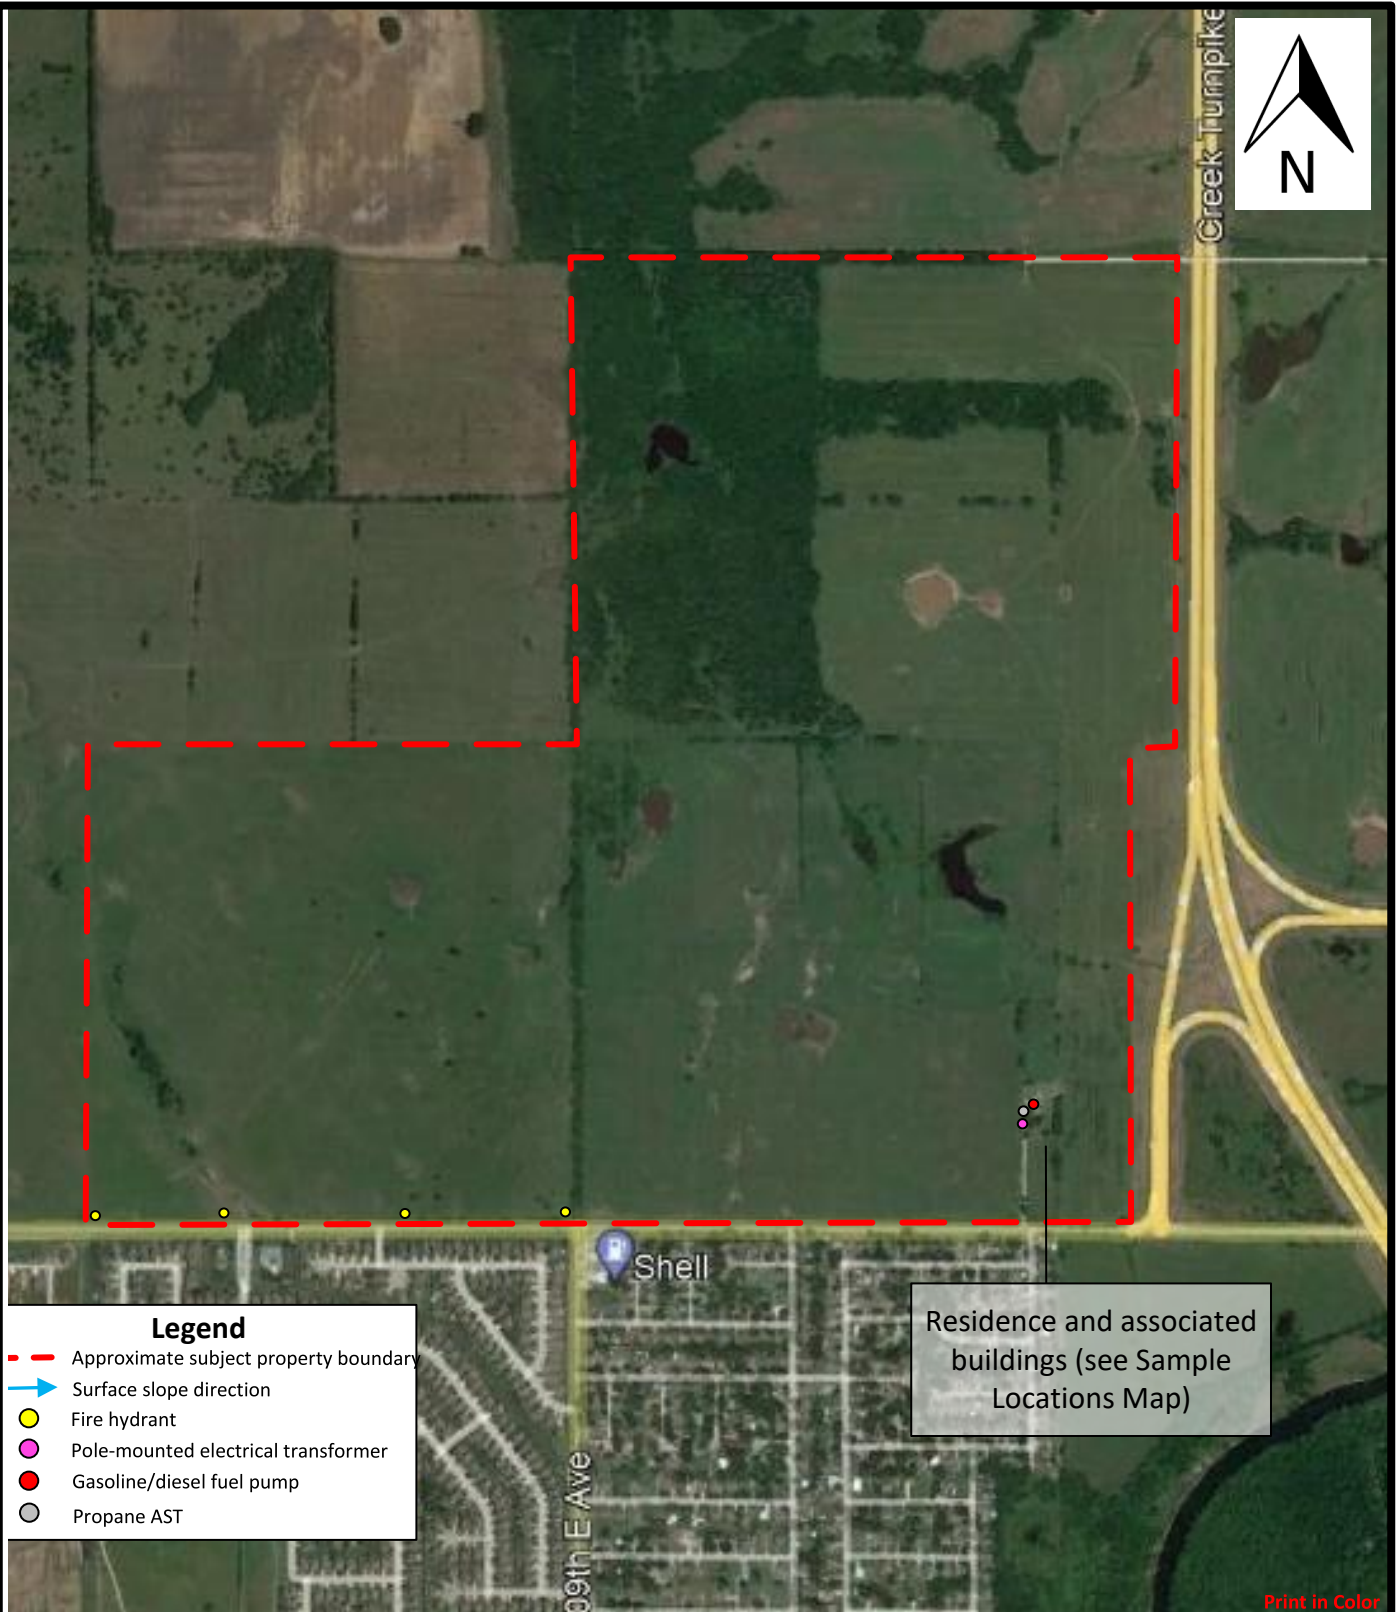 Creek Turnpike
N
Shell
Residence and associated
buildings (see Sample
Locations Map)
Legend
Approximate subject property boundary
Surface slope direction
Fire hydrant
Pole-mounted electrical transformer
Gasoline/diesel fuel pump
Propane AST
09th E Ave
Print in Color